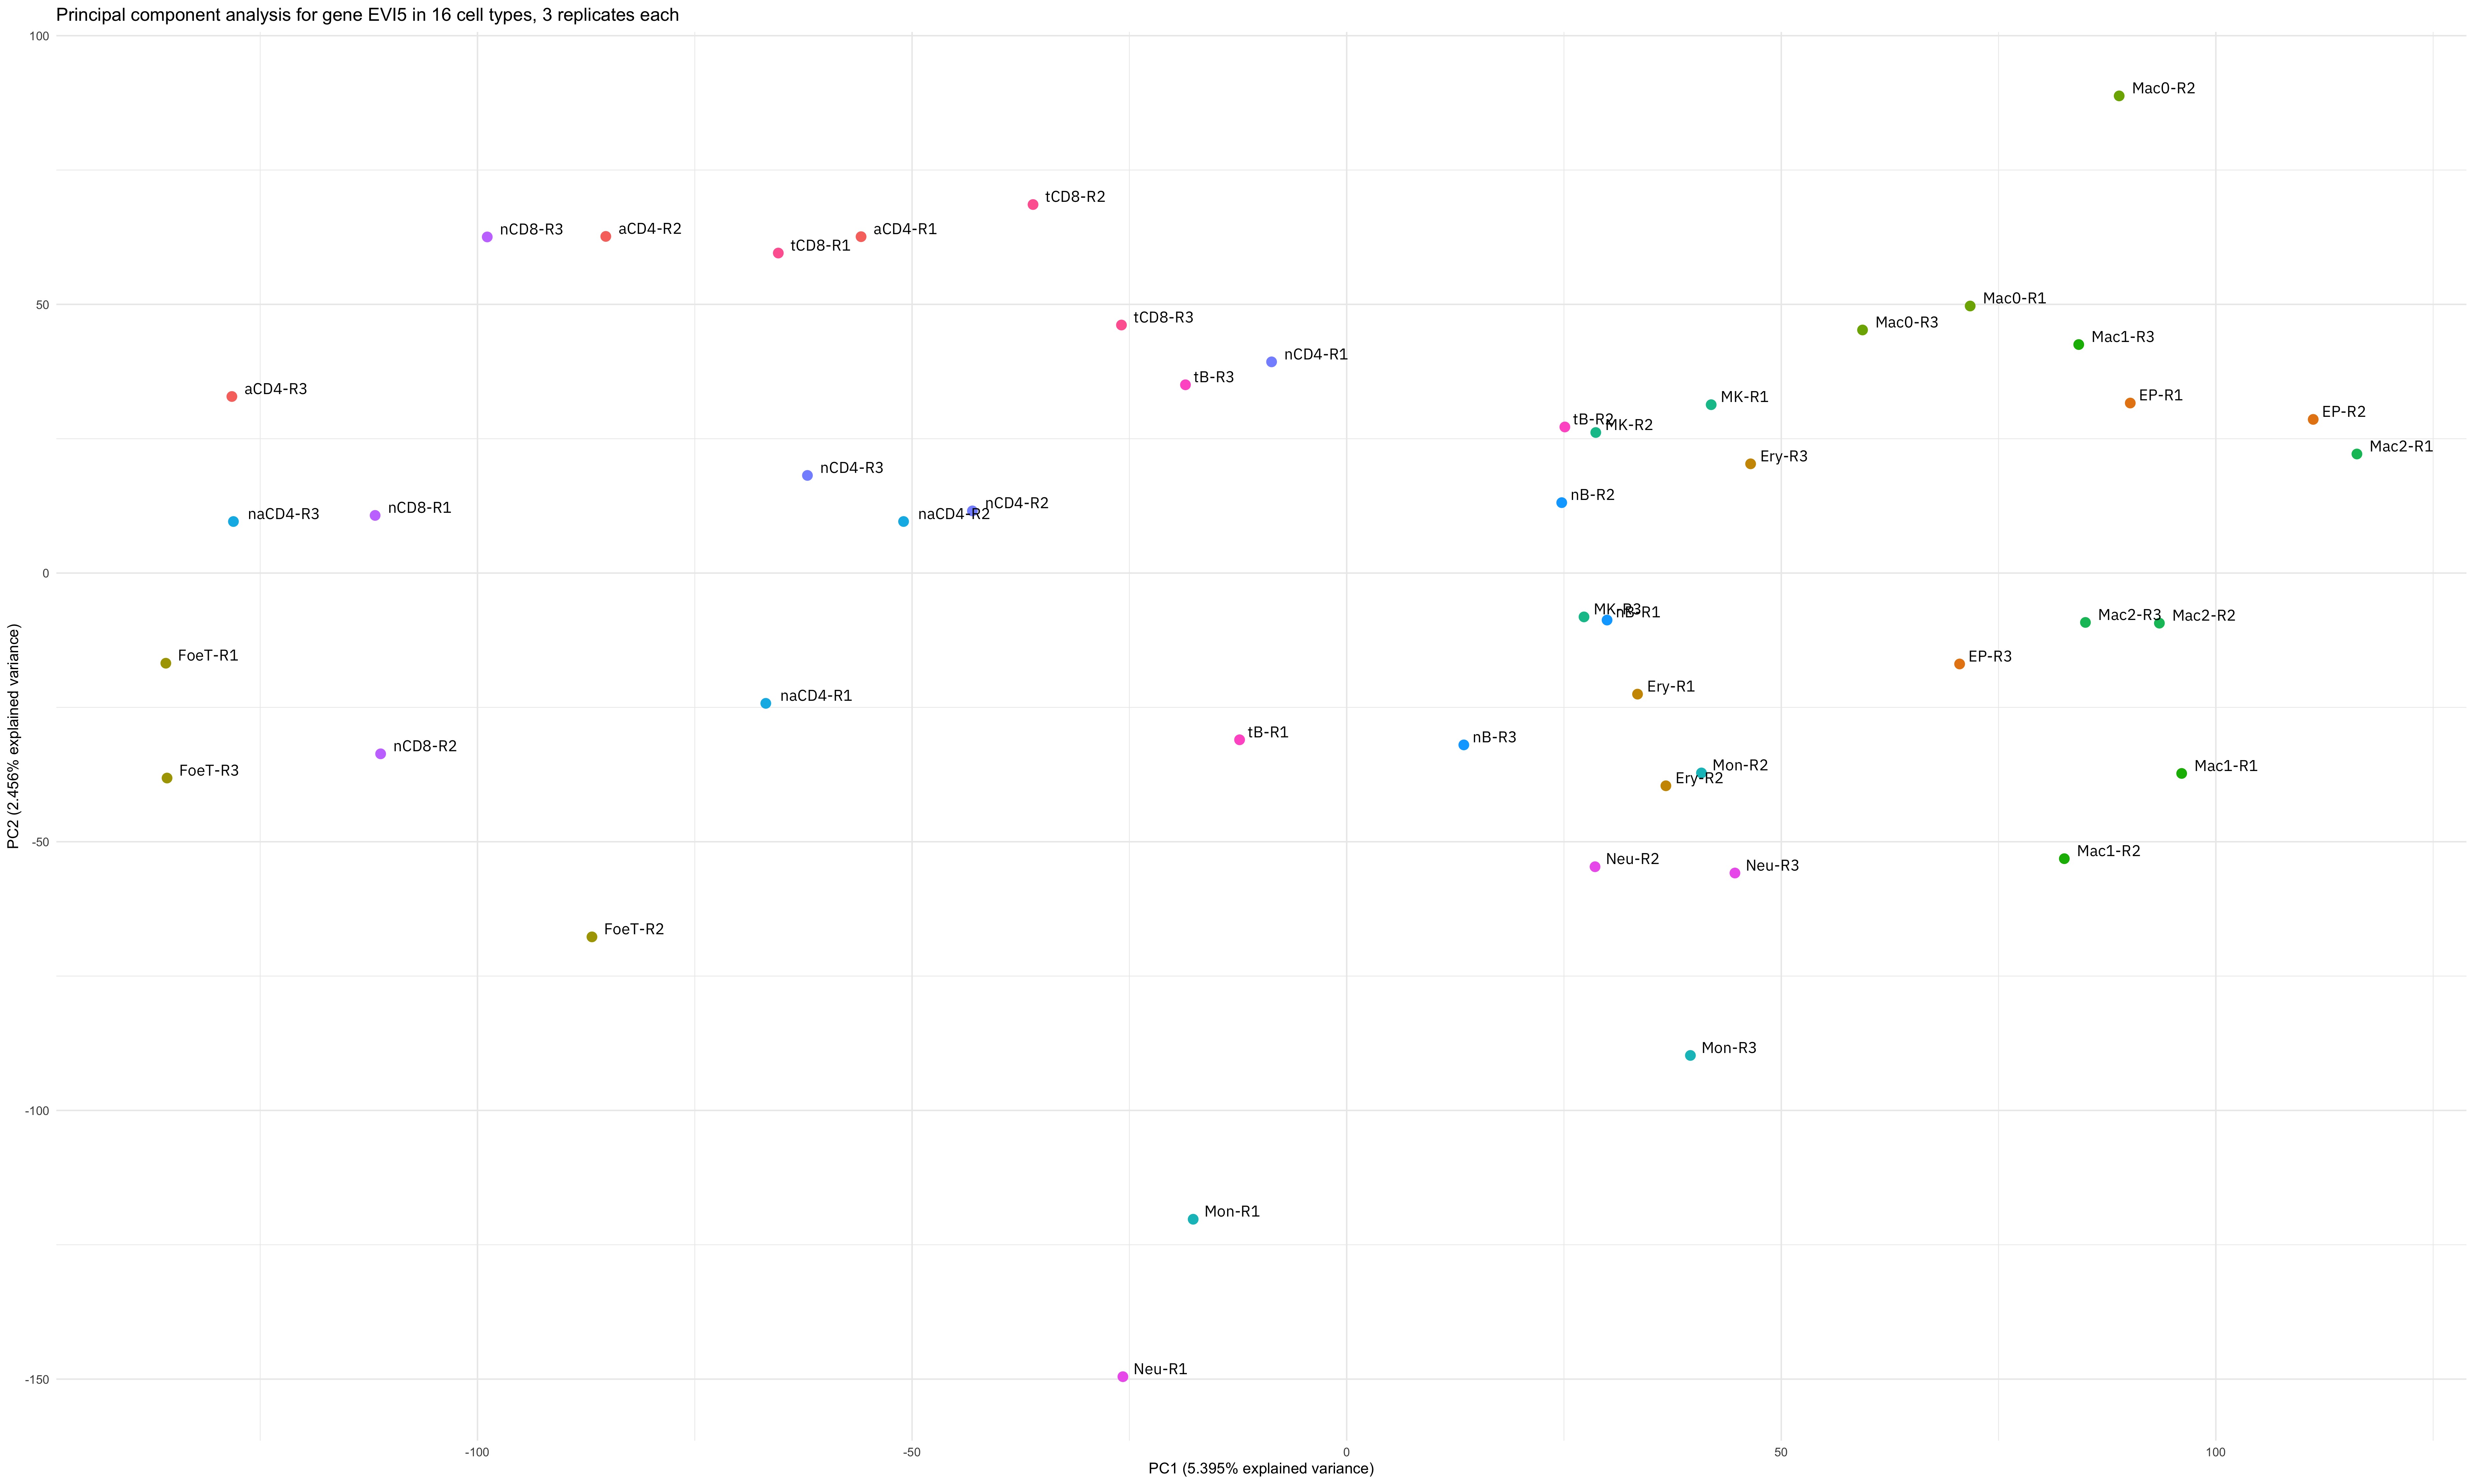 Principal component analysis for gene EVI5 in 16 cell types, 3 replicates each
100
Mac0-R2
tCD8-R2
nCD8-R3
aCD4-R2
aCD4-R1
tCD8-R1
50
Mac0-R1
tCD8-R3
Mac0-R3
Mac1-R3
nCD4-R1
tB-R3
aCD4-R3
MK-R1
EP-R1
EP-R2
tB-R2
MK-R2
Mac2-R1
Ery-R3
nCD4-R3
nB-R2
nCD4-R2
naCD4-R3
nCD8-R1
naCD4-R2
0
MK-R3
nB-R1
Mac2-R3
Mac2-R2
FoeT-R1
EP-R3
Ery-R1
naCD4-R1
tB-R1
nB-R3
nCD8-R2
FoeT-R3
Mon-R2
Mac1-R1
Ery-R2
-50
Mac1-R2
Neu-R2
Neu-R3
FoeT-R2
Mon-R3
-100
Mon-R1
Neu-R1
-150
PC2 (2.456% explained variance)
-100
-50
0
50
100
PC1 (5.395% explained variance)